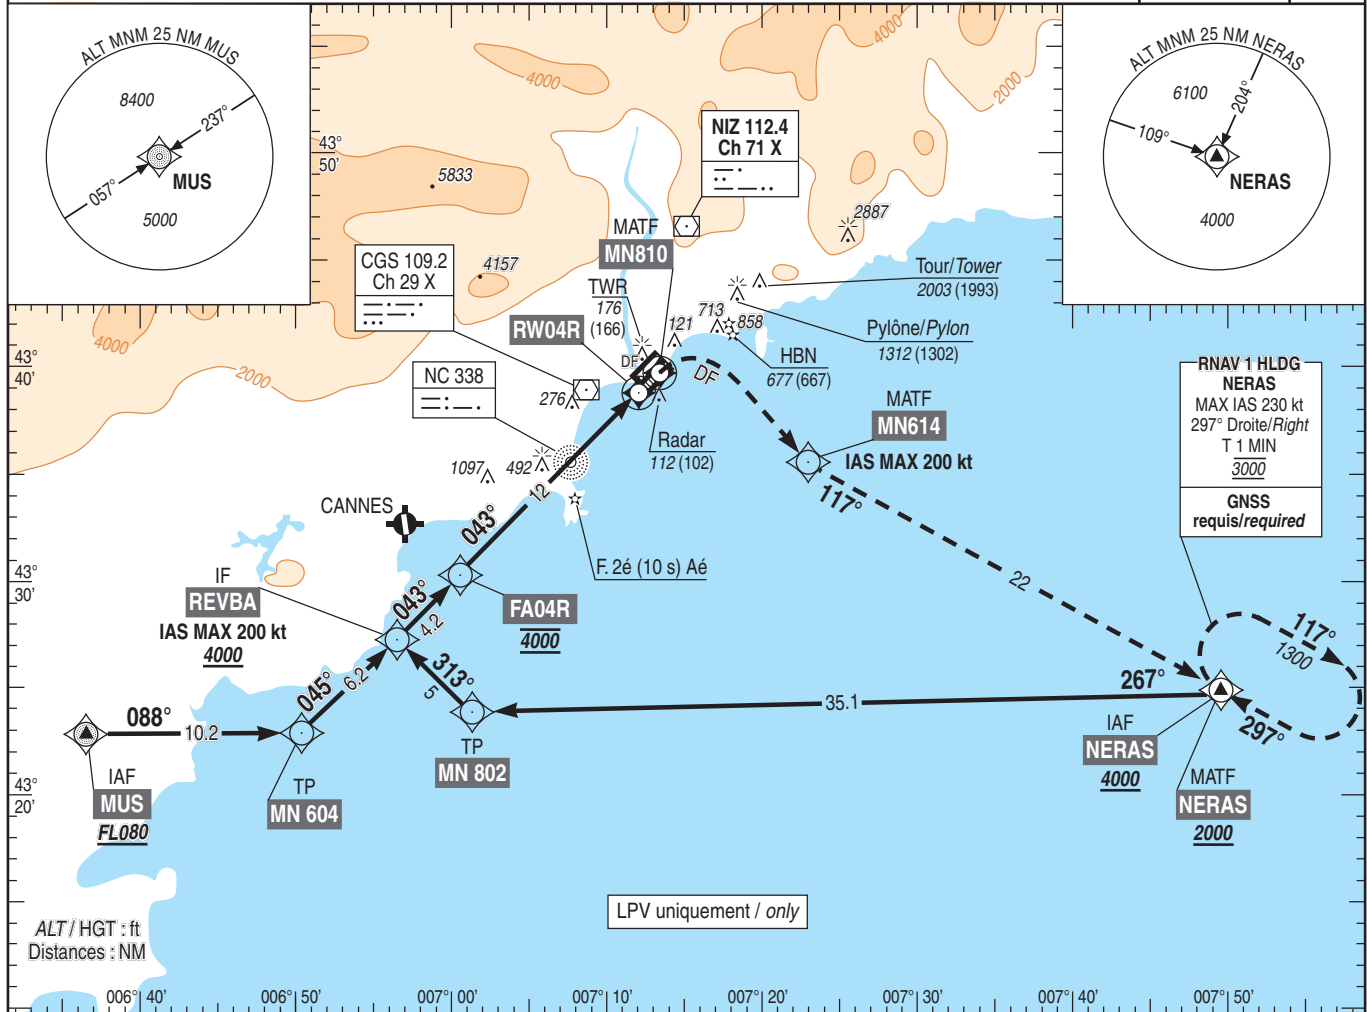 ALT MNM 25 NM MUS
8400
237°
057°
MUS
5000
4000
4000
2000
ALT MNM 25 NM NERAS
6100
204°
109°
NERAS
4000
43°
50'
5833
NIZ 112.4
Ch 71 X
2887
MATF
MN810
CGS 109.2
Ch 29 X
4157
TWR
176
(166)
Tour/Tower
2003 (1993)
713
858
121
Pylône/Pylon
1312 (1302)
RW04R
DF
HBN
677 (667)
4000
43°
40'
2000
NC 338
276
DF
RNAV 1 HLDG
NERAS
MAX IAS 230 kt
297° Droite/Right
T 1 MIN
3000
GNSS
requis/required
MATF
MN614
IAS MAX 200 kt
Radar
112 (102)
1097
492
117°
12
CANNES
043°
F. 2é (10 s) Aé
22
43°
30'
IF
REVBA
IAS MAX 200 kt
4000
043°
4.2
FA04R
4000
117°
1300
313°
5
045°
6.2
267°
35.1
297°
088°
10.2
IAF
MUS
FL080
TP
MN 604
TP
MN 802
IAF
NERAS
4000
MATF
NERAS
2000
43°
20'
LPV uniquement / only
ALT / HGT : ft
Distances : NM
006° 40'
006° 50'
007° 00'
007° 10'
007° 20'
007° 30'
007° 40'
007° 50'